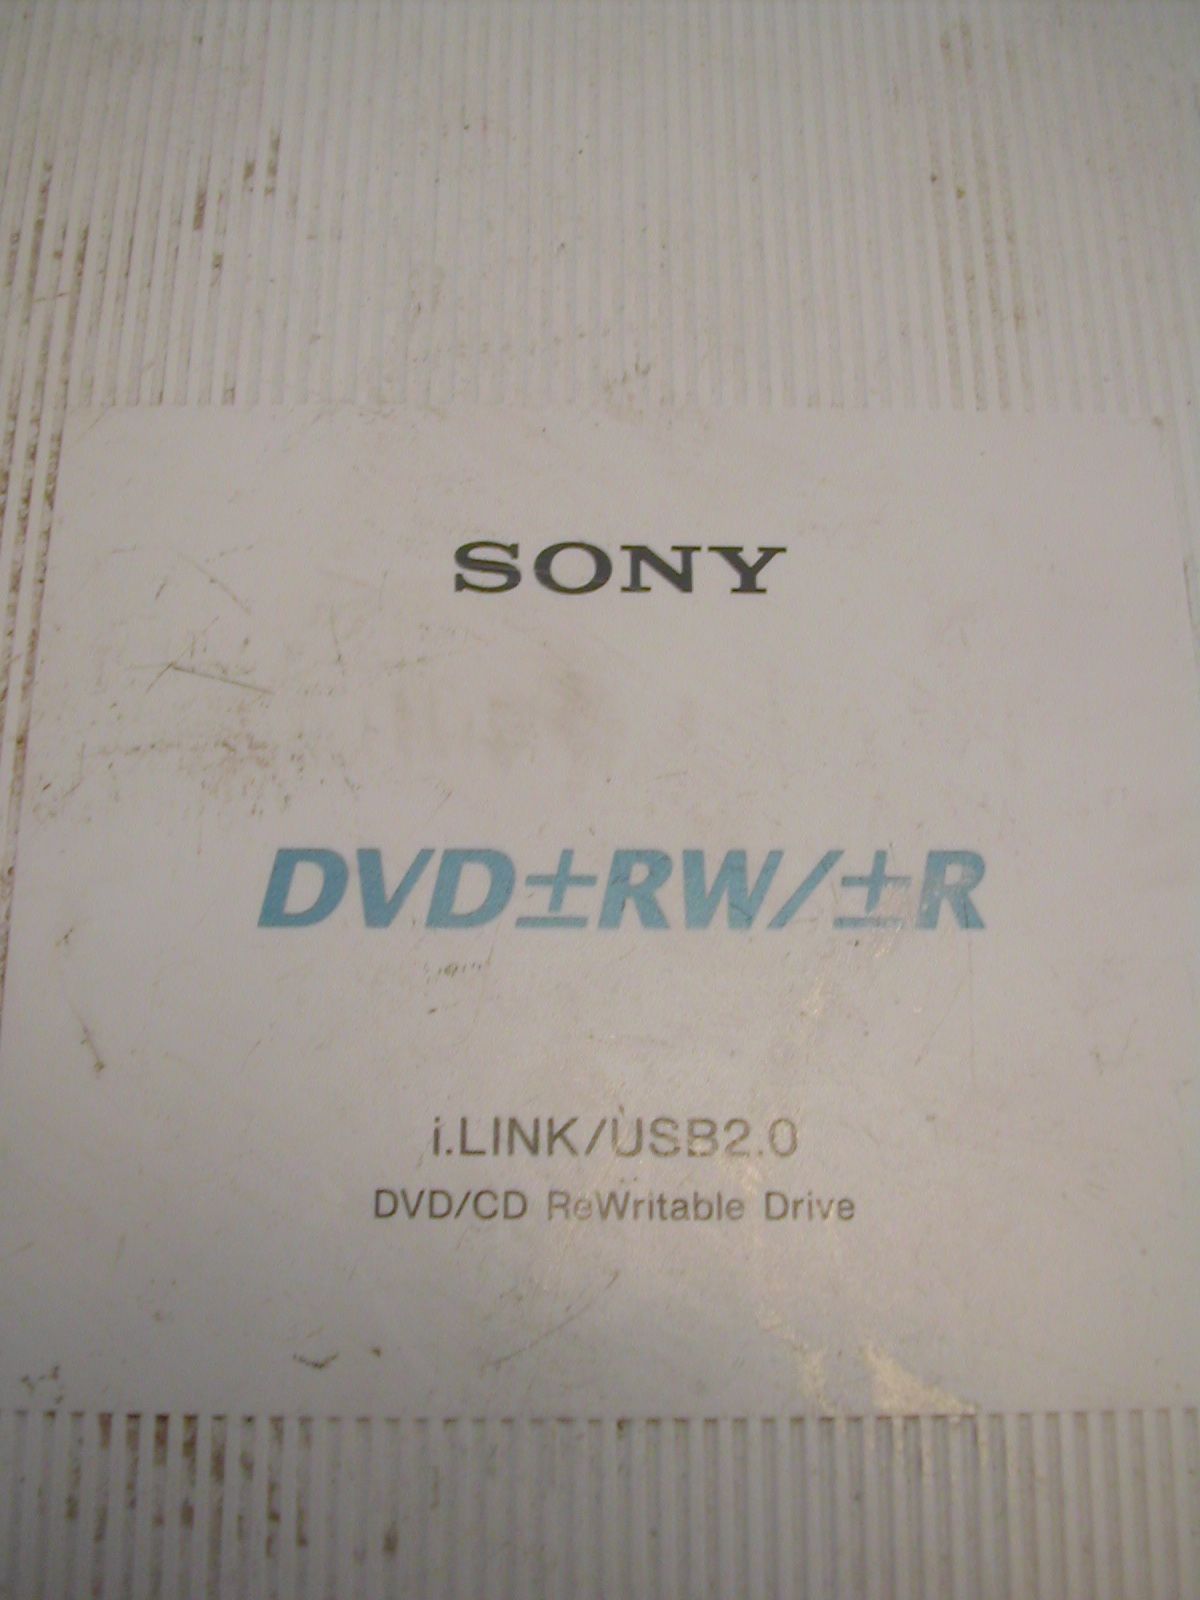 SONY
DVD±RW/±R
i.LINK/USB2.0
DVD/CD ReWritable Drive